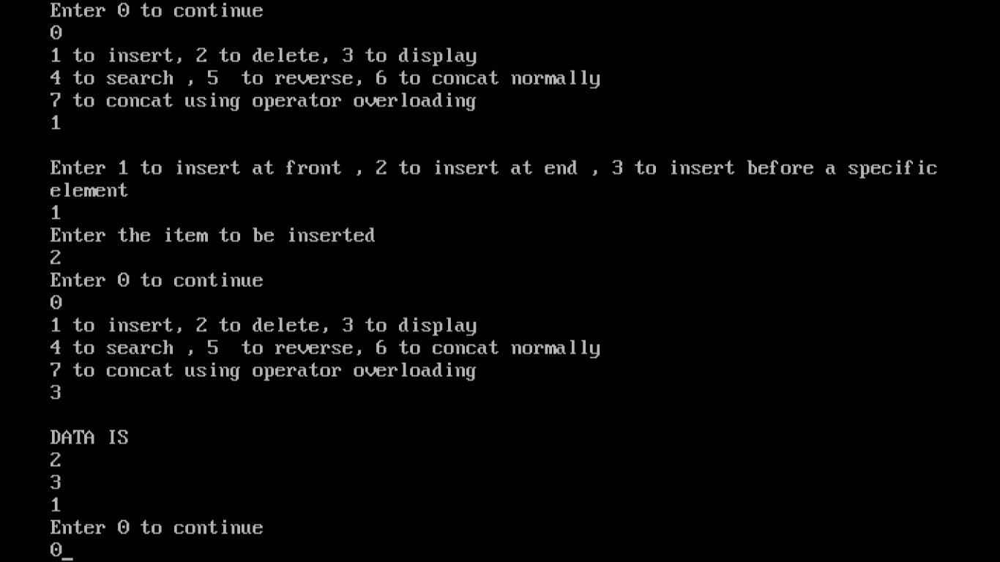 Enter 0 to continue
0
1 to insert, 2 to delete, 3 to display
4 to search , 5  to reverse, 6 to concat normally
7 to concat using operator overloading
1
Enter 1 to insert at front , 2 to insert at end , 3 to insert before a specific
element
1
Enter the item to be inserted
2
Enter 0 to continue
0
1 to insert, 2 to delete, 3 to display
4 to search , 5  to reverse, 6 to concat normally
7 to concat using operator overloading
3
DATA IS
2
3
1
Enter 0 to continue
0_